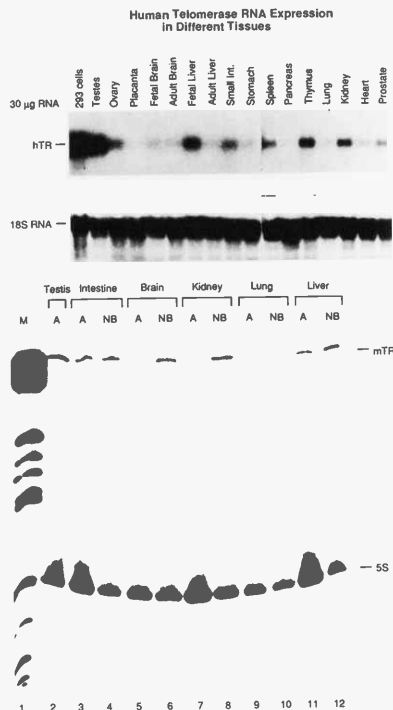 Human Telomerase RNA Expression
in Different Tissues
30 µg RNA
293 cells
Testes
Ovary
Placenta
Fetal Brain
Adult Brain
Fetal Liver
Adult Liver
Small Int.
Stomach
Spleen
Pancreas
Thymus
Lung
Kidney
Heart
Prostate
hTR
18S RNA
Testis Intestine Brain Kidney Lung Liver
M A A NB A NB A NB A NB A NB
mTR
5S
1 2 3 4 5 6 7 8 9 10 11 12